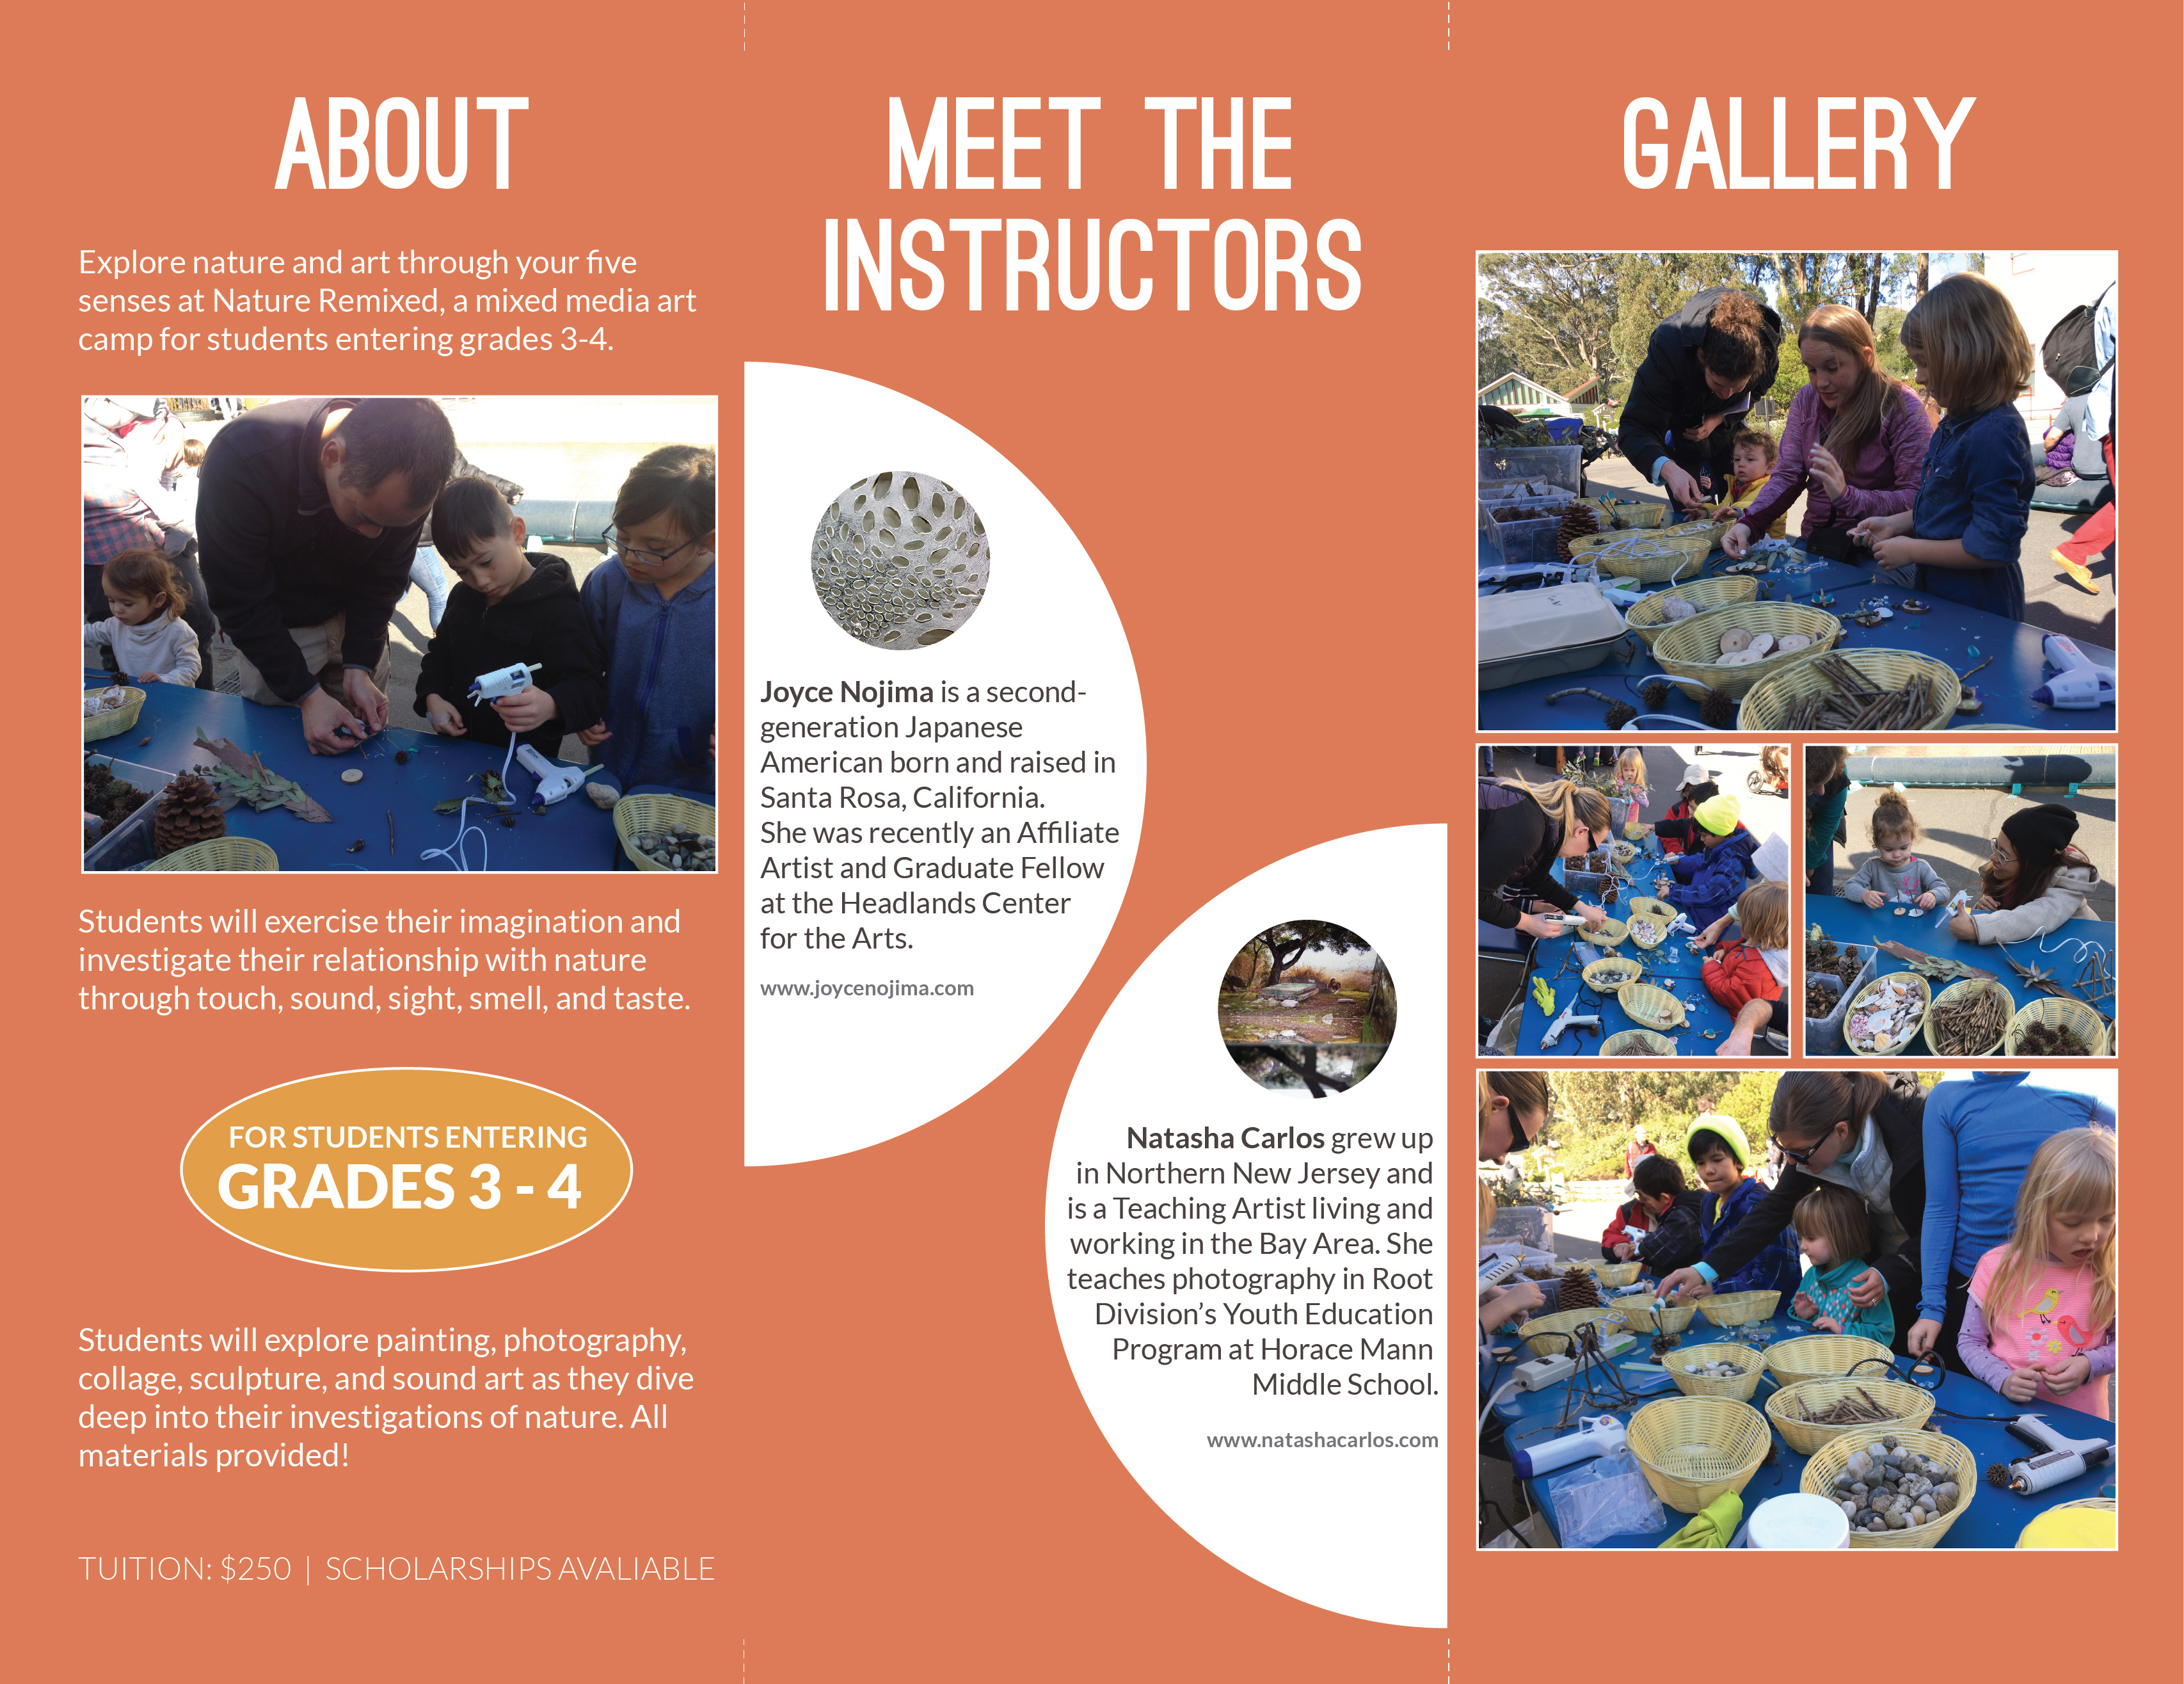 ABOUT
Explore nature and art through your five
senses at Nature Remixed, a mixed media art
camp for students entering grades 3-4.
Students will exercise their imagination and
investigate their relationship with nature
through touch, sound, sight, smell, and taste.
FOR STUDENTS ENTERING
GRADES 3 - 4
Students will explore painting, photography,
collage, sculpture, and sound art as they dive
deep into their investigations of nature. All
materials provided!
TUITION: $250 | SCHOLARSHIPS AVALIABLE
MEET THE
INSTRUCTORS
Joyce Nojima is a second-
generation Japanese
American born and raised in
Santa Rosa, California.
She was recently an Affiliate
Artist and Graduate Fellow
at the Headlands Center
for the Arts.
www.joycenojima.com
Natasha Carlos grew up
in Northern New Jersey and
is a Teaching Artist living and
working in the Bay Area. She
teaches photography in Root
Division’s Youth Education
Program at Horace Mann
Middle School.
www.natashacarlos.com
GALLERY